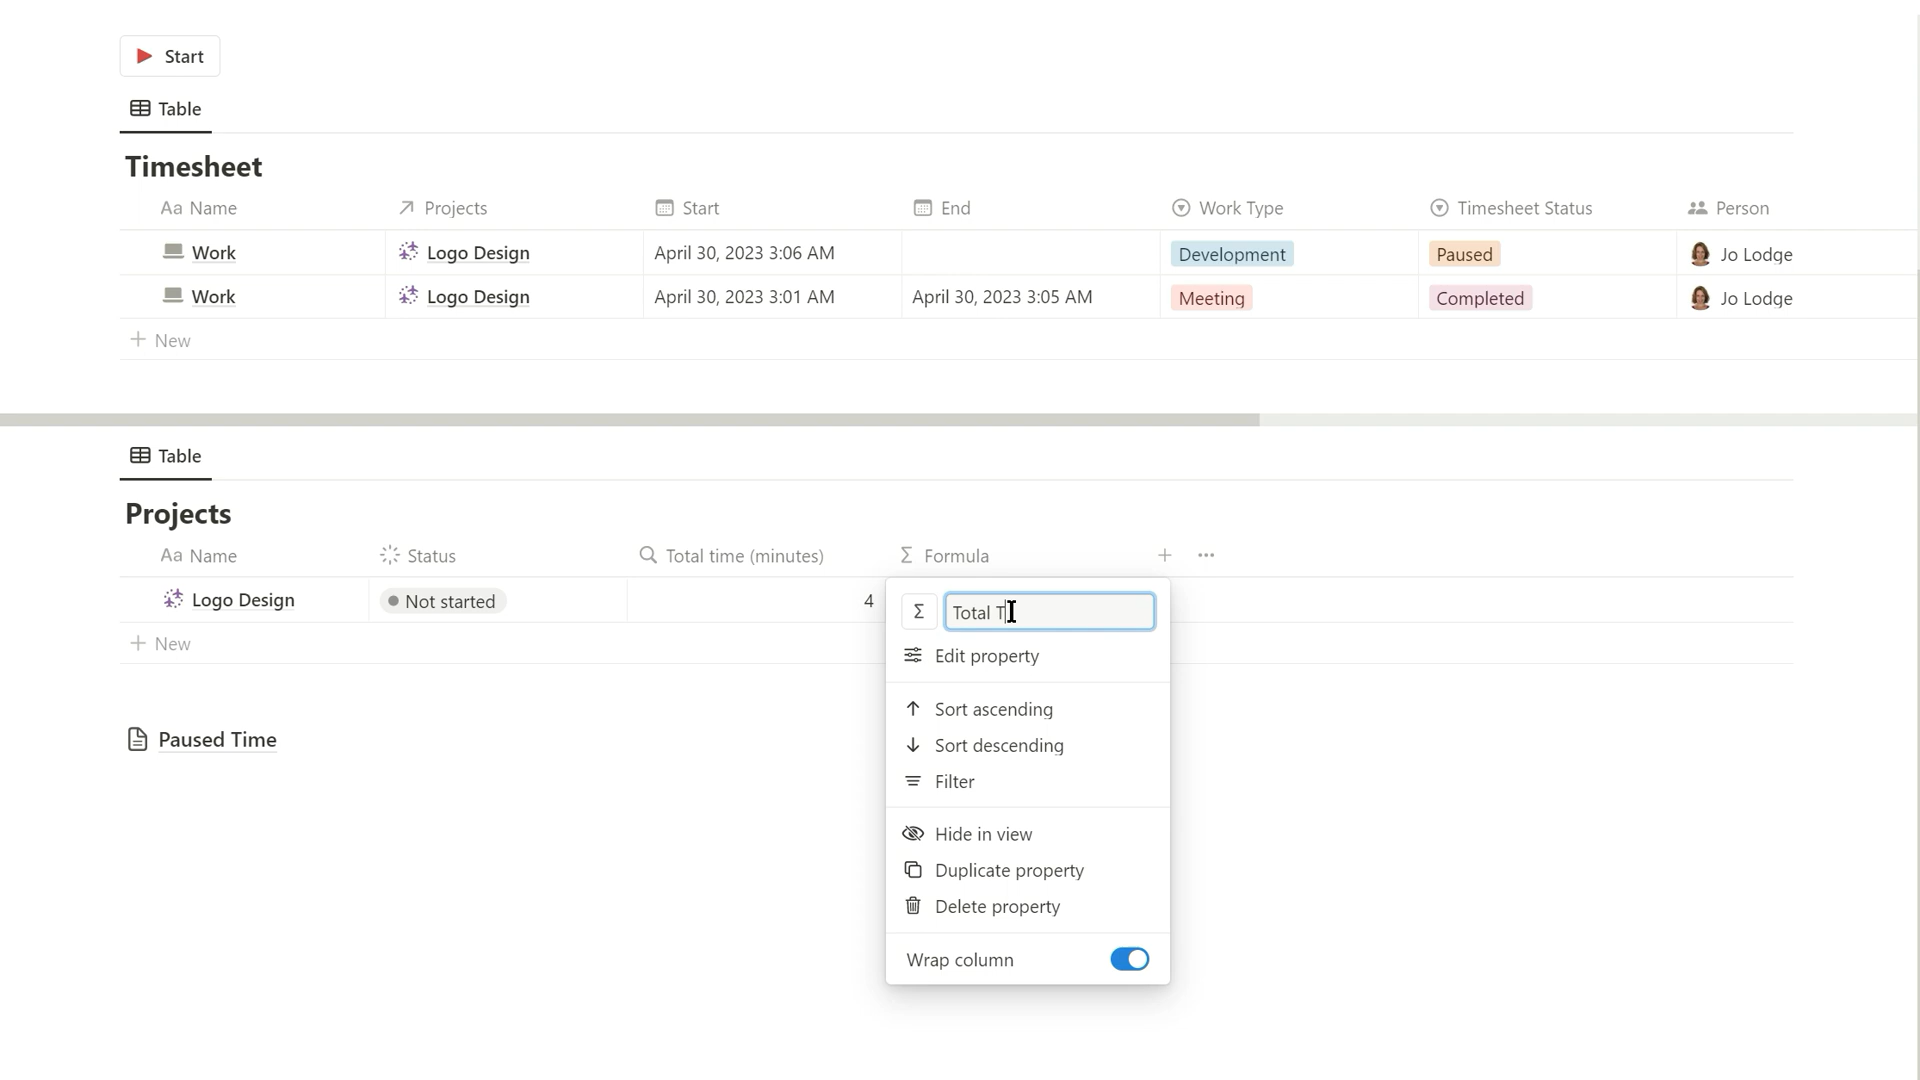 Start
Table
Timesheet
Aa Name Projects Start End Work Type Timesheet Status Person
Work Logo Design April 30, 2023 3:06 AM Development Paused Jo Lodge
Work Logo Design April 30, 2023 3:01 AM April 30, 2023 3:05 AM Meeting Completed Jo Lodge
+ New
Table
Projects
Aa Name Status Total time (minutes) Σ Formula + •••
Logo Design Not started 4
Σ Total T
+ New
Edit property
Sort ascending
Paused Time
Sort descending
Filter
Hide in view
Duplicate property
Delete property
Wrap column